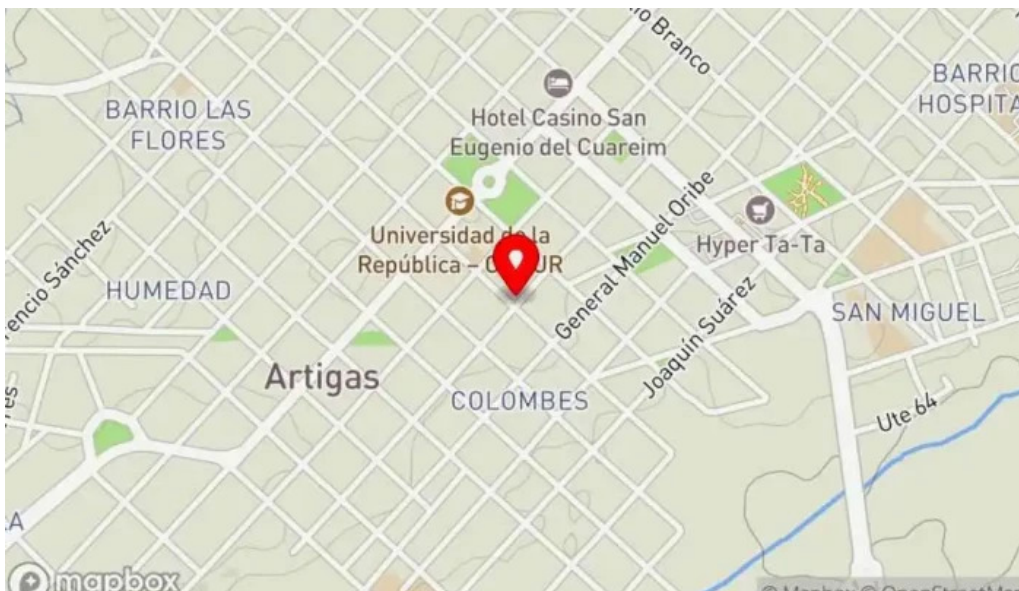 Branco
BARRIO LAS
FLORES
BARRIO
Hotel Casino San
Eugenio del Cuareim
Universidad de la
República –
General Manuel Oribe
Hyper Ta-Ta
HUMEDAD
SAN MIGUEL
Joaquín Suárez
Artigas
COLOMBES
Ute 64
mapbox